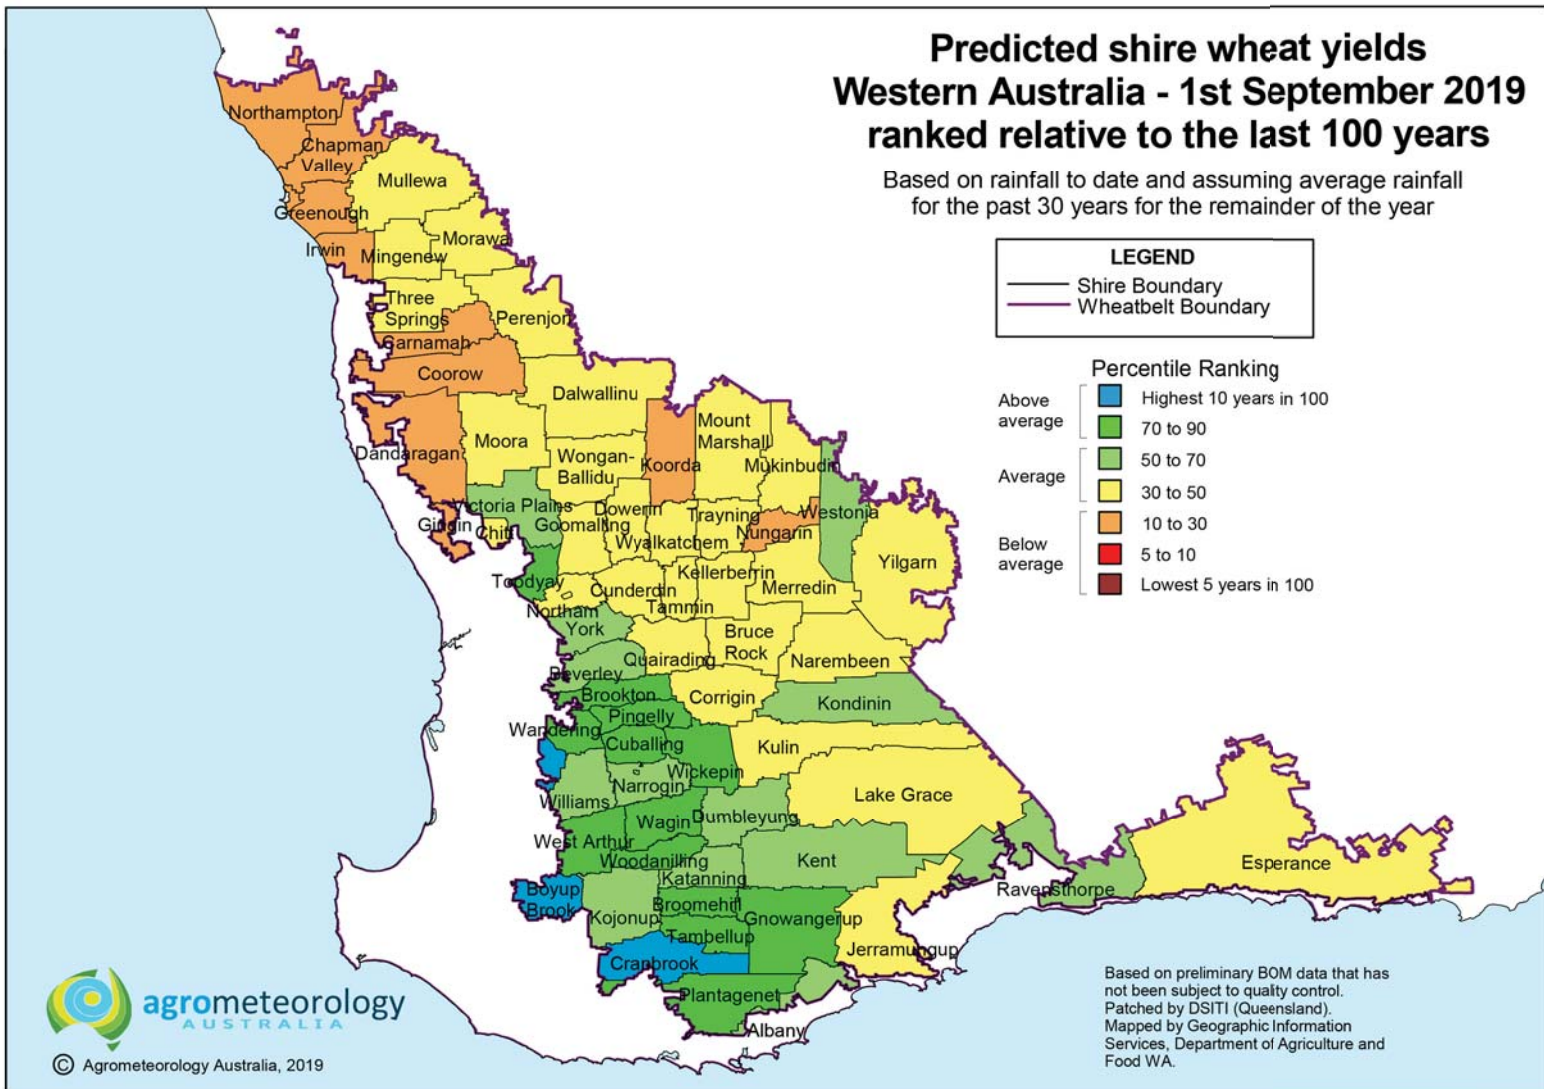 Predicted shire wheat yields
Western Australia - 1st September 2019
ranked relative to the last 100 years
Based on rainfall to date and assuming average rainfall
for the past 30 years for the remainder of the year
LEGEND
Shire Boundary
Wheatbelt Boundary
Percentile Ranking
Above
average
Highest 10 years in 100
70 to 90
Average
50 to 70
30 to 50
Below
average
10 to 30
5 to 10
Lowest 5 years in 100
Northampton
Chapman
Valley
Mullewa
Greenough
Irwin
Mingenew
Morawa
Three
Springs
Perenjori
Carnamah
Coorow
Dalwallinu
Dandaragan
Moora
Wongan-
Ballidu
Koorda
Mount
Marshall
Mukinbudin
Victoria Plains
Gingin
Chitt
Goomalling
Dowerin
Wyalkatchem
Trayning
Nungarin
Westonia
Yilgarn
Toodyay
Northam
Cunderdin
Tammin
Kellerberrin
Merredin
York
Quairading
Bruce
Rock
Narembeen
Beverley
Brookton
Corrigin
Kondinin
Pingelly
Wandering
Cuballing
Wickepin
Kulin
Narrogin
Williams
Lake Grace
Wagin
Dumbleyung
West Arthur
Woodanilling
Katanning
Kent
Esperance
Ravensthorpe
Boyup
Brook
Kojonup
Broomehill
Gnowangerup
Tambellup
Jerramungup
Cranbrook
Plantagenet
Albany
agrometeorology
AUSTRALIA
© Agrometeorology Australia, 2019
Based on preliminary BOM data that has
not been subject to quality control.
Patched by DSITI (Queensland).
Mapped by Geographic Information
Services, Department of Agriculture and
Food WA.